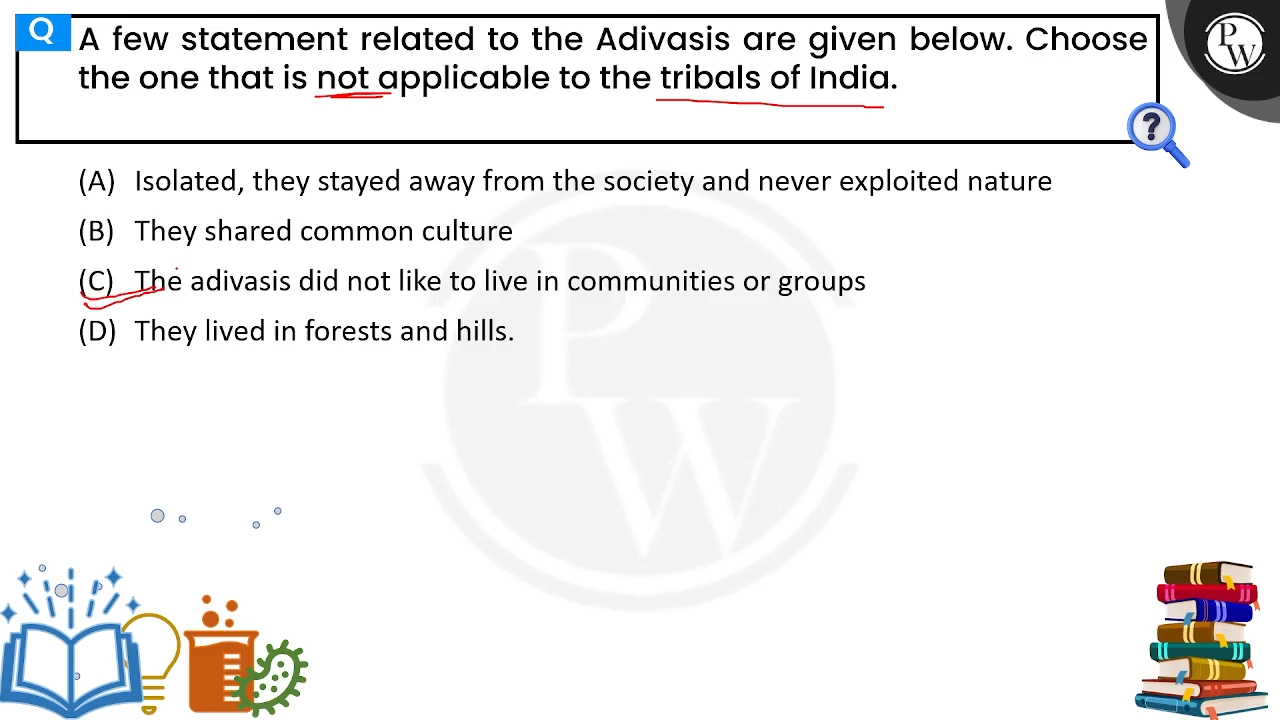 Q
A few statement related to the Adivasis are given below. Choose
the one that is not applicable to the tribals of India.
PW
?
(A) Isolated, they stayed away from the society and never exploited nature
(B) They shared common culture
(C) The adivasis did not like to live in communities or groups
(D) They lived in forests and hills.
PW